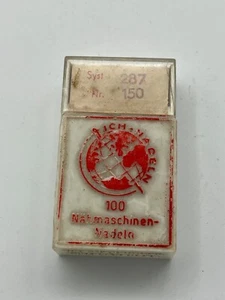 Syst. 287
Nr. 150
100
Nähmaschinen-
Nadeln